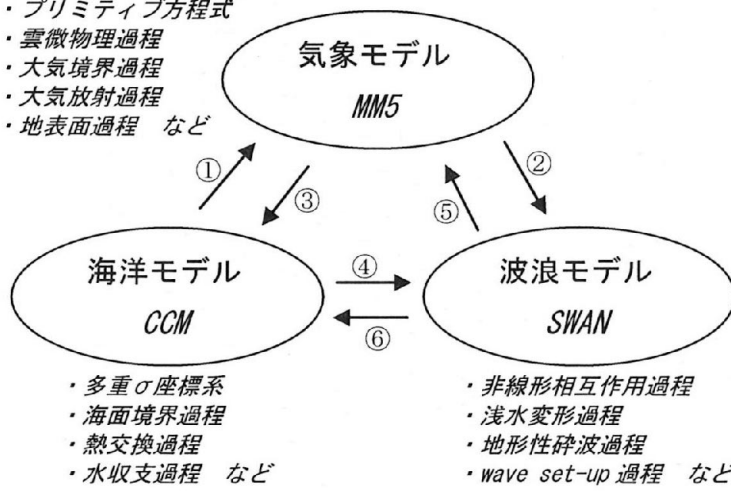 ・プリミティブ方程式
・雲微物理過程
・大気境界過程
・大気放射過程
・地表面過程 など
気象モデル
MM5
①
③
②
⑤
海洋モデル
CCM
④
⑥
波浪モデル
SWAN
・多重σ座標系
・海面境界過程
・熱交換過程
・水収支過程 など
・非線形相互作用過程
・浅水変形過程
・地形性砕波過程
・wave set-up 過程 など